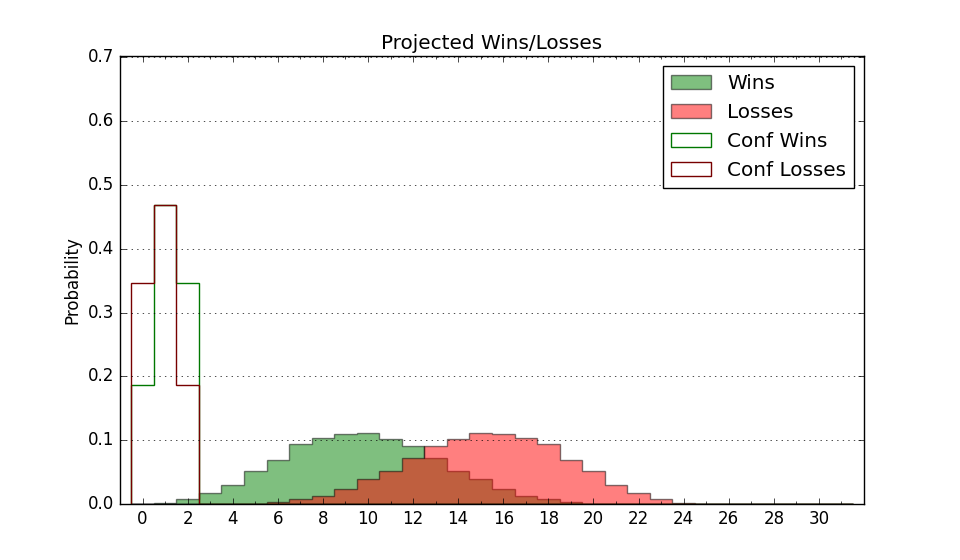 Projected Wins/Losses
0.7
0.6
0.5
0.4
0.3
0.2
0.1
0.0
Probability
Wins
Losses
Conf Wins
Conf Losses
0 2 4 6 8 10 12 14 16 18 20 22 24 26 28 30